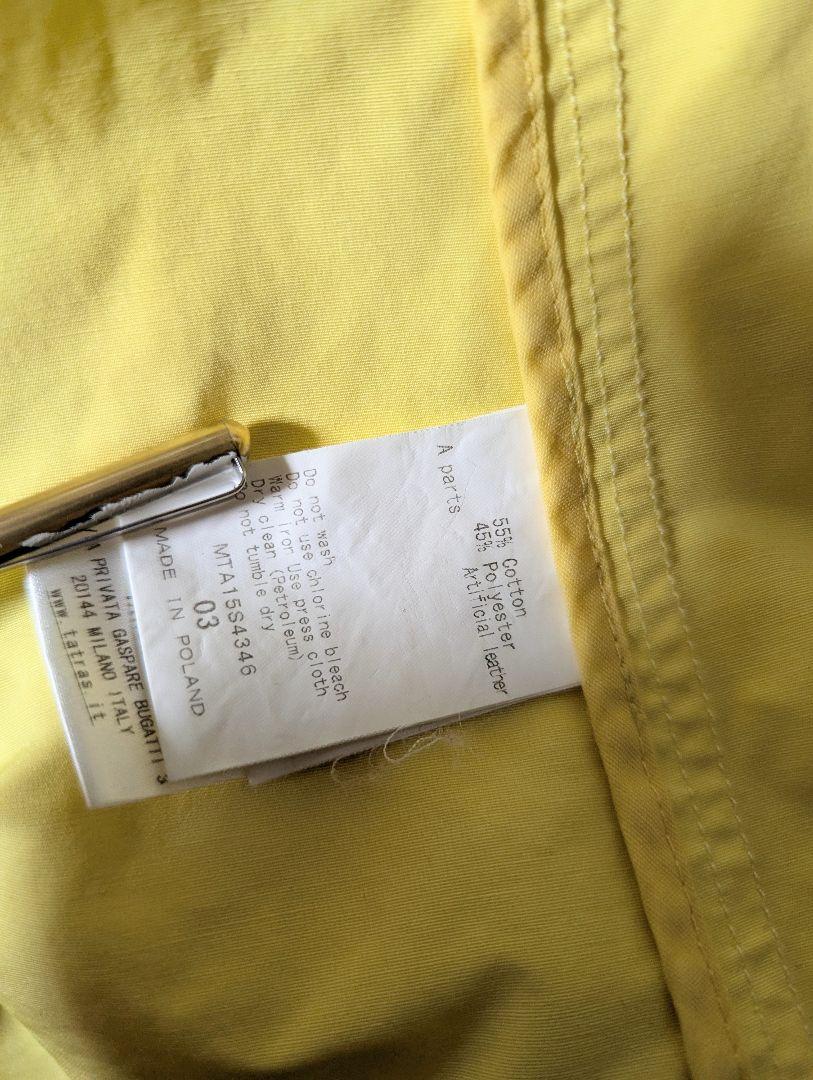 55% Cotton
45% Polyester
A parts Artificial leather
Do not wash
Do not use chlorine bleach
Warm iron Use press cloth
Dry clean (Petroleum)
Do not tumble dry
MTA15S4346
03
MADE IN POLAND
PRIVATA GASPARE BUGATTI 3
20144 MILANO ITALY
www.tatras.it